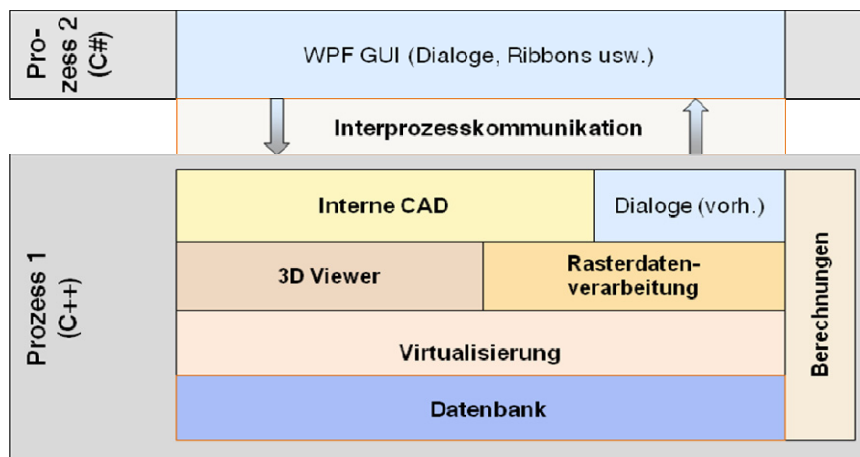 Pro-
zess 2
(C#)
WPF GUI (Dialoge, Ribbons usw.)
Interprozesskommunikation
Prozess 1
(C++)
Interne CAD
Dialoge (vorh.)
3D Viewer
Rasterdaten-
verarbeitung
Virtualisierung
Datenbank
Berechnungen